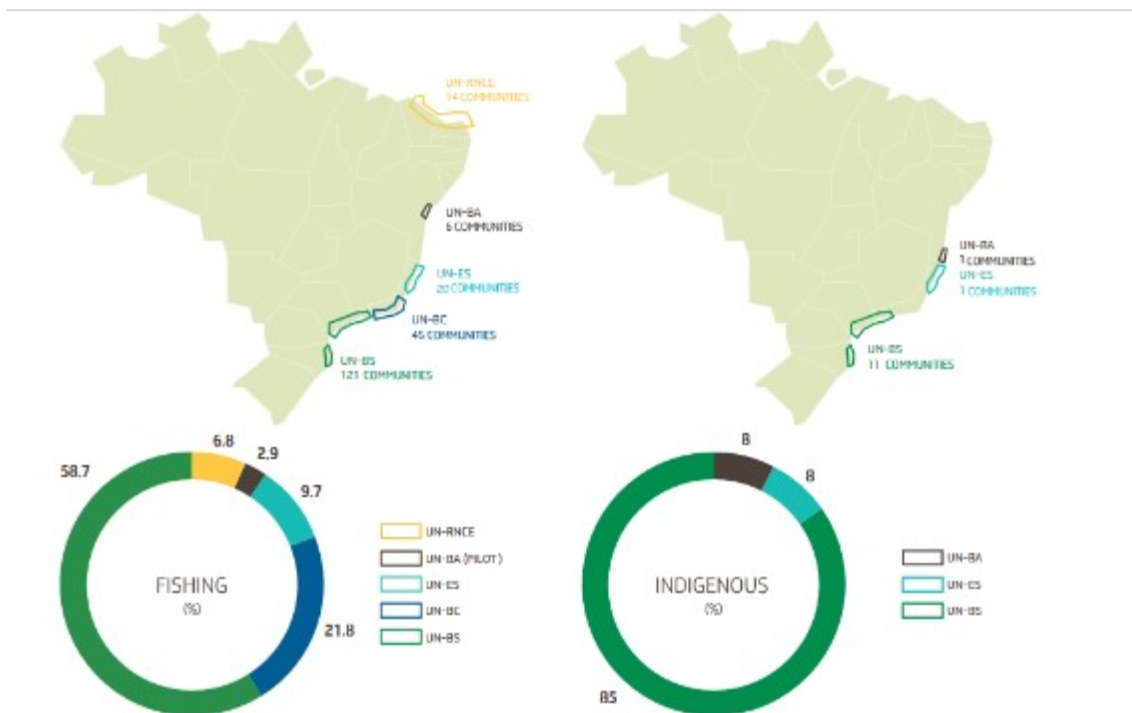 UN-RNCE
14 COMMUNITIES
UN-BA
6 COMMUNITIES
UN-ES
20 COMMUNITIES
UN-BC
45 COMMUNITIES
UN-BS
121 COMMUNITIES
UN-BA
1 COMMUNITIES
UN-ES
1 COMMUNITIES
UN-BS
11 COMMUNITIES
6.8
2.9
9.7
21.8
58.7
FISHING
(%)
UN-RNCE
UN-BA (PILOT)
UN-ES
UN-BC
UN-BS
8
8
85
INDIGENOUS
(%)
UN-BA
UN-ES
UN-BS